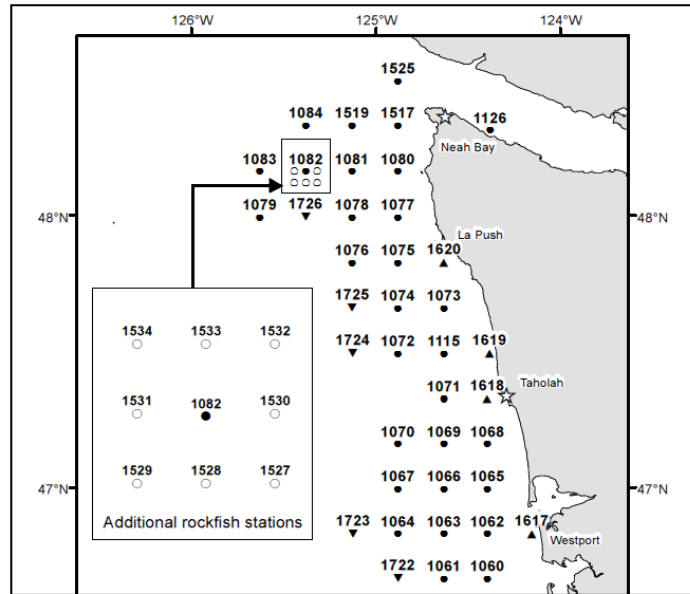 126°W 125°W 124°W
1525
1084 1519 1517
1126
Neah Bay
1083 1082 1081 1080
48°N 1079 1726 1078 1077 48°N
La Push
1076 1075 1620
1725 1074 1073
1534 1533 1532
1724 1072 1115 1619
1531 1082 1530
1071 1618 Taholah
1070 1069 1068
1529 1528 1527
47°N 1067 1066 1065 47°N
Additional rockfish stations
1723 1064 1063 1062 1617
Westport
1722 1061 1060